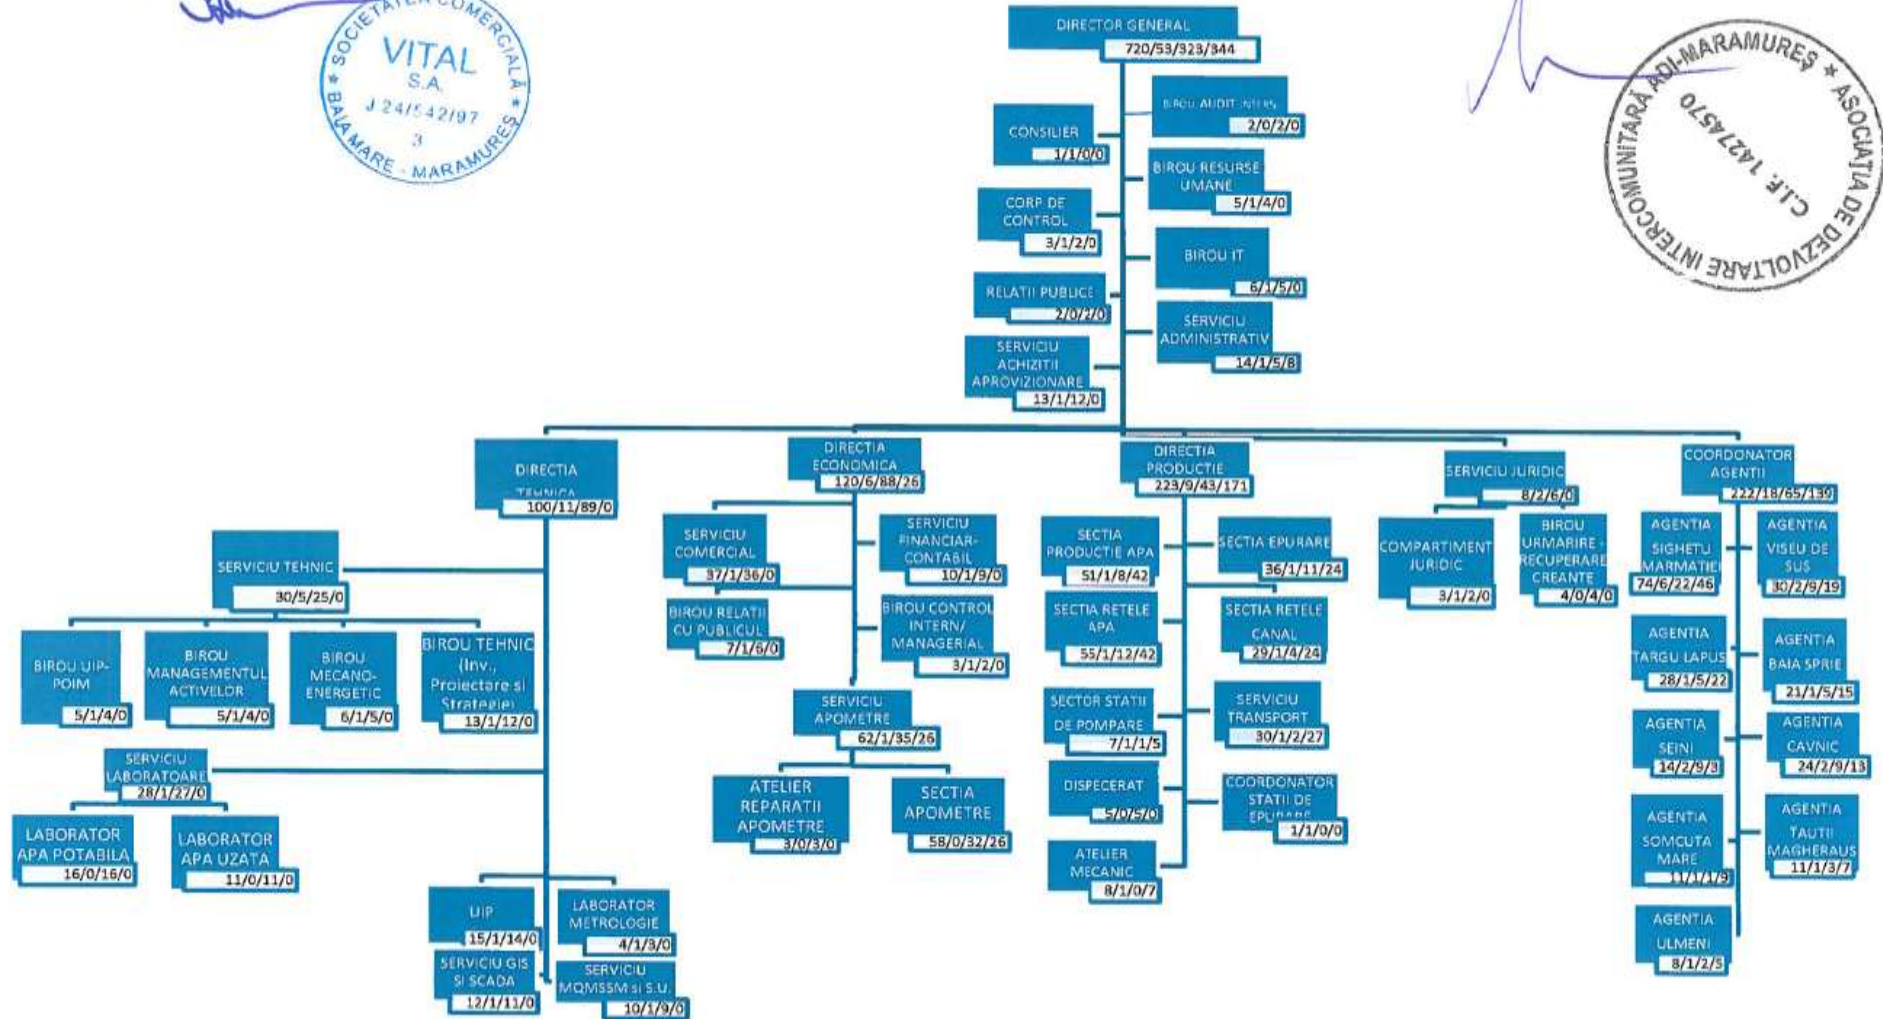 SOCIETATEA COMERCIALĂ
VITAL
S.A.
J 24/542/97
3
* BAIA MARE - MARAMUREȘ *
ASOCIAȚIA DE DEZVOLTARE INTERCOMUNITARĂ ADI-MARAMUREȘ *
C.I.F. 14274570
DIRECTOR GENERAL
720/53/323/344
CONSILIER
1/1/0/0
BIROU AUDIT INTERN
2/0/2/0
CORP DE
CONTROL
3/1/2/0
BIROU RESURSE
UMANE
5/1/4/0
RELATII PUBLICE
2/0/2/0
BIROU IT
6/1/5/0
SERVICIU
ACHIZITII
APROVIZIONARE
13/1/12/0
SERVICIU
ADMINISTRATIV
14/1/5/8
DIRECTIA
TEHNICA
100/11/89/0
SERVICIU TEHNIC
30/5/25/0
BIROU UIP-
POIM
5/1/4/0
BIROU
MANAGEMENTUL
ACTIVELOR
5/1/4/0
BIROU
MECANO-
ENERGETIC
6/1/5/0
BIROU TEHNIC
(Inv.,
Proiectare si
Strategie)
13/1/12/0
SERVICIU
LABORATOARE
28/1/27/0
LABORATOR
APA POTABILA
16/0/16/0
LABORATOR
APA UZATA
11/0/11/0
UIP
15/1/14/0
LABORATOR
METROLOGIE
4/1/3/0
SERVICIU GIS
SI SCADA
12/1/11/0
SERVICIU
MQMSSM si S.U.
10/1/9/0
DIRECTIA
ECONOMICA
120/6/88/26
SERVICIU
COMERCIAL
37/1/36/0
SERVICIU
FINANCIAR-
CONTABIL
10/1/9/0
BIROU RELATII
CU PUBLICUL
7/1/6/0
BIROU CONTROL
INTERN/
MANAGERIAL
3/1/2/0
SERVICIU
APOMETRE
62/1/35/26
ATELIER
REPARATII
APOMETRE
3/0/3/0
SECTIA
APOMETRE
58/0/32/26
DIRECTIA
PRODUCTIE
223/9/43/171
SECTIA
PRODUCTIE APA
51/1/8/42
SECTIA EPURARE
36/1/11/24
SECTIA RETELE
APA
55/1/12/42
SECTIA RETELE
CANAL
29/1/4/24
SECTOR STATII
DE POMPARE
7/1/1/5
SERVICIU
TRANSPORT
30/1/2/27
DISPECERAT
5/0/5/0
COORDONATOR
STATII DE
EPURARE
1/1/0/0
ATELIER
MECANIC
8/1/0/7
SERVICIU JURIDIC
8/2/6/0
COMPARTIMENT
JURIDIC
3/1/2/0
BIROU
URMARIRE -
RECUPERARE
CREANTE
4/0/4/0
COORDONATOR
AGENTII
222/18/65/139
AGENTIA
SIGHETU
MARMATIEI
74/6/22/46
AGENTIA
VISEU DE
SUS
30/2/9/19
AGENTIA
TARGU LAPUS
28/1/5/22
AGENTIA
BAIA SPRIE
21/1/5/15
AGENTIA
SEINI
14/2/9/3
AGENTIA
CAVNIC
24/2/9/13
AGENTIA
SOMCUTA
MARE
11/1/1/9
AGENTIA
TAUTII
MAGHERAUS
11/1/3/7
AGENTIA
ULMENI
8/1/2/5